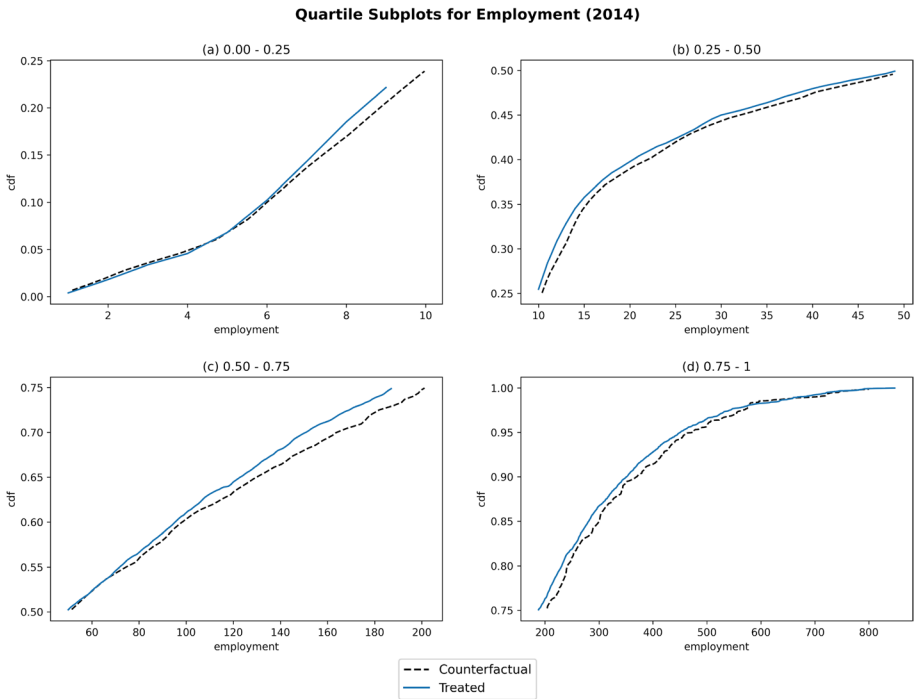 Quartile Subplots for Employment (2014)
(a) 0.00 - 0.25
0.25
0.20
0.15
0.10
0.05
0.00
cdf
2 4 6 8 10
employment
(b) 0.25 - 0.50
0.50
0.45
0.40
0.35
0.30
0.25
cdf
10 15 20 25 30 35 40 45 50
employment
(c) 0.50 - 0.75
0.75
0.70
0.65
0.60
0.55
0.50
cdf
60 80 100 120 140 160 180 200
employment
(d) 0.75 - 1
1.00
0.95
0.90
0.85
0.80
0.75
cdf
200 300 400 500 600 700 800
employment
Counterfactual
Treated